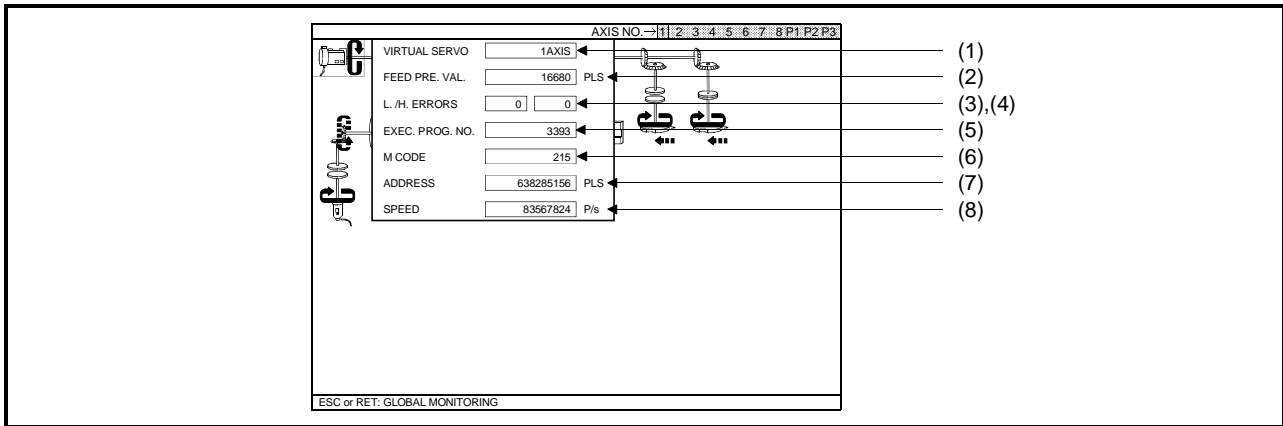 AXIS NO.→ 1 2 3 4 5 6 7 8 P1 P2 P3
VIRTUAL SERVO 1AXIS (1)
FEED PRE. VAL. 16680 PLS (2)
L. /H. ERRORS 0 0 (3),(4)
EXEC. PROG. NO. 3393 (5)
M CODE 215 (6)
ADDRESS 638285156 PLS (7)
SPEED 83567824 P/s (8)
ESC or RET: GLOBAL MONITORING